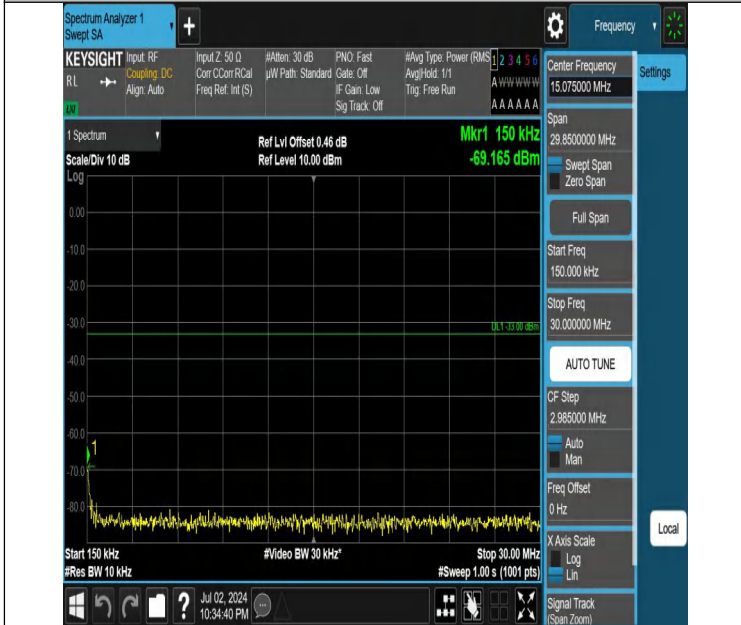 Spectrum Analyzer 1
Swept SA
Frequency
KEYSIGHT
RL
Input: RF
Coupling: DC
Align: Auto
Input Z: 50 Ω
Corr CCorr RCal
Freq Ref: Int (S)
#Atten: 30 dB
µW Path: Standard
PNO: Fast
Gate: Off
IF Gain: Low
Sig Track: Off
#Avg Type: Power (RMS
Avg|Hold: 1/1
Trig: Free Run
1 2 3 4 5 6
A W W W W W
A A A A A A
1 Spectrum
Scale/Div 10 dB
Ref Lvl Offset 0.46 dB
Ref Level 10.00 dBm
Mkr1 150 kHz
-69.165 dBm
Log
0.00
-10.0
-20.0
-30.0
DL1 -33.00 dBm
-40.0
-50.0
-60.0
1
-70.0
-80.0
Start 150 kHz
#Res BW 10 kHz
#Video BW 30 kHz*
Stop 30.00 MHz
#Sweep 1.00 s (1001 pts)
?
Jul 02, 2024
10:34:40 PM
Center Frequency
15.075000 MHz
Span
29.8500000 MHz
Swept Span
Zero Span
Full Span
Start Freq
150.000 kHz
Stop Freq
30.000000 MHz
AUTO TUNE
CF Step
2.985000 MHz
Auto
Man
Freq Offset
0 Hz
X Axis Scale
Log
Lin
Signal Track
(Span Zoom)
Settings
Local